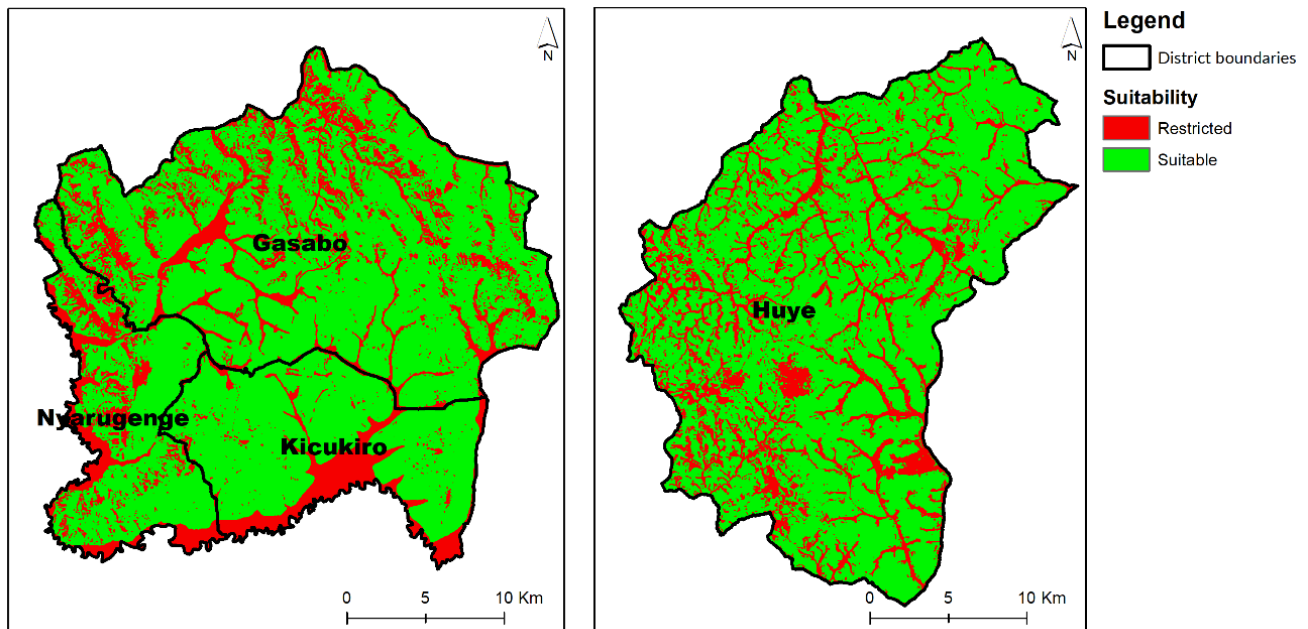 N
Gasabo
Nyarugenge
Kicukiro
0 5 10 Km
N
Huye
0 5 10 Km
Legend
District boundaries
Suitability
Restricted
Suitable